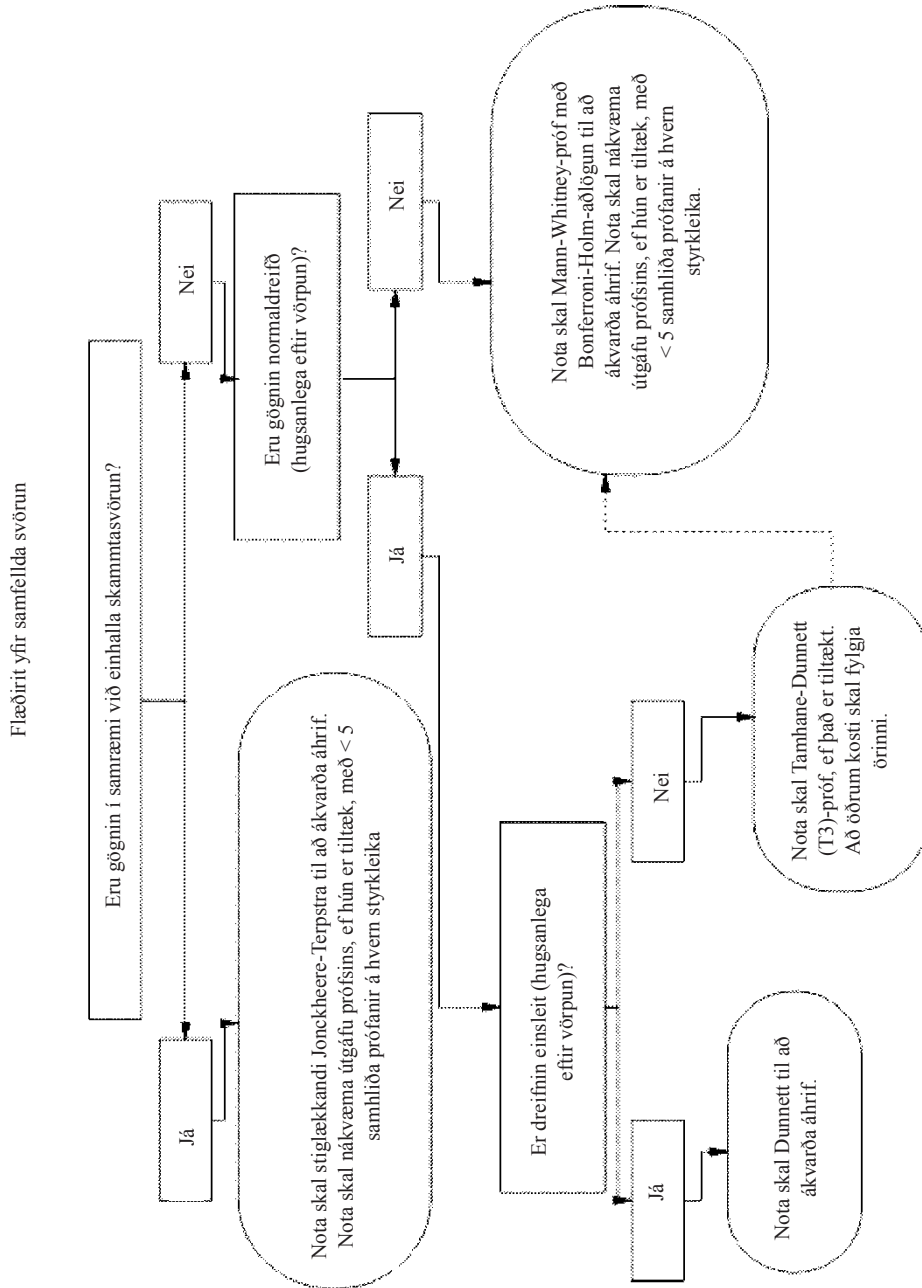 Flæðirit yfir samfellda svörun
Eru gögnin í samræmi við einhalla skammtasvörun?
Já
Nei
Nota skal stiglækkandi Jonckheere-Terpstra til að ákvarða áhrif.
Nota skal nákvæma útgáfu prófsins, ef hún er tiltæk, með < 5
samhliða prófanir á hvern styrkleika
Eru gögnin normaldreifð
(hugsanlega eftir vörpun)?
Já
Nei
Er dreifnin einsleit (hugsanlega
eftir vörpun)?
Nota skal Mann-Whitney-próf með
Bonferroni-Holm-aðlögun til að
ákvarða áhrif. Nota skal nákvæma
útgáfu prófsins, ef hún er tiltæk, með
< 5 samhliða prófanir á hvern
styrkleika.
Já
Nei
Nota skal Dunnett til að
ákvarða áhrif.
Nota skal Tamhane-Dunnett
(T3)-próf, ef það er tiltækt.
Að öðrum kosti skal fylgja
örinni.